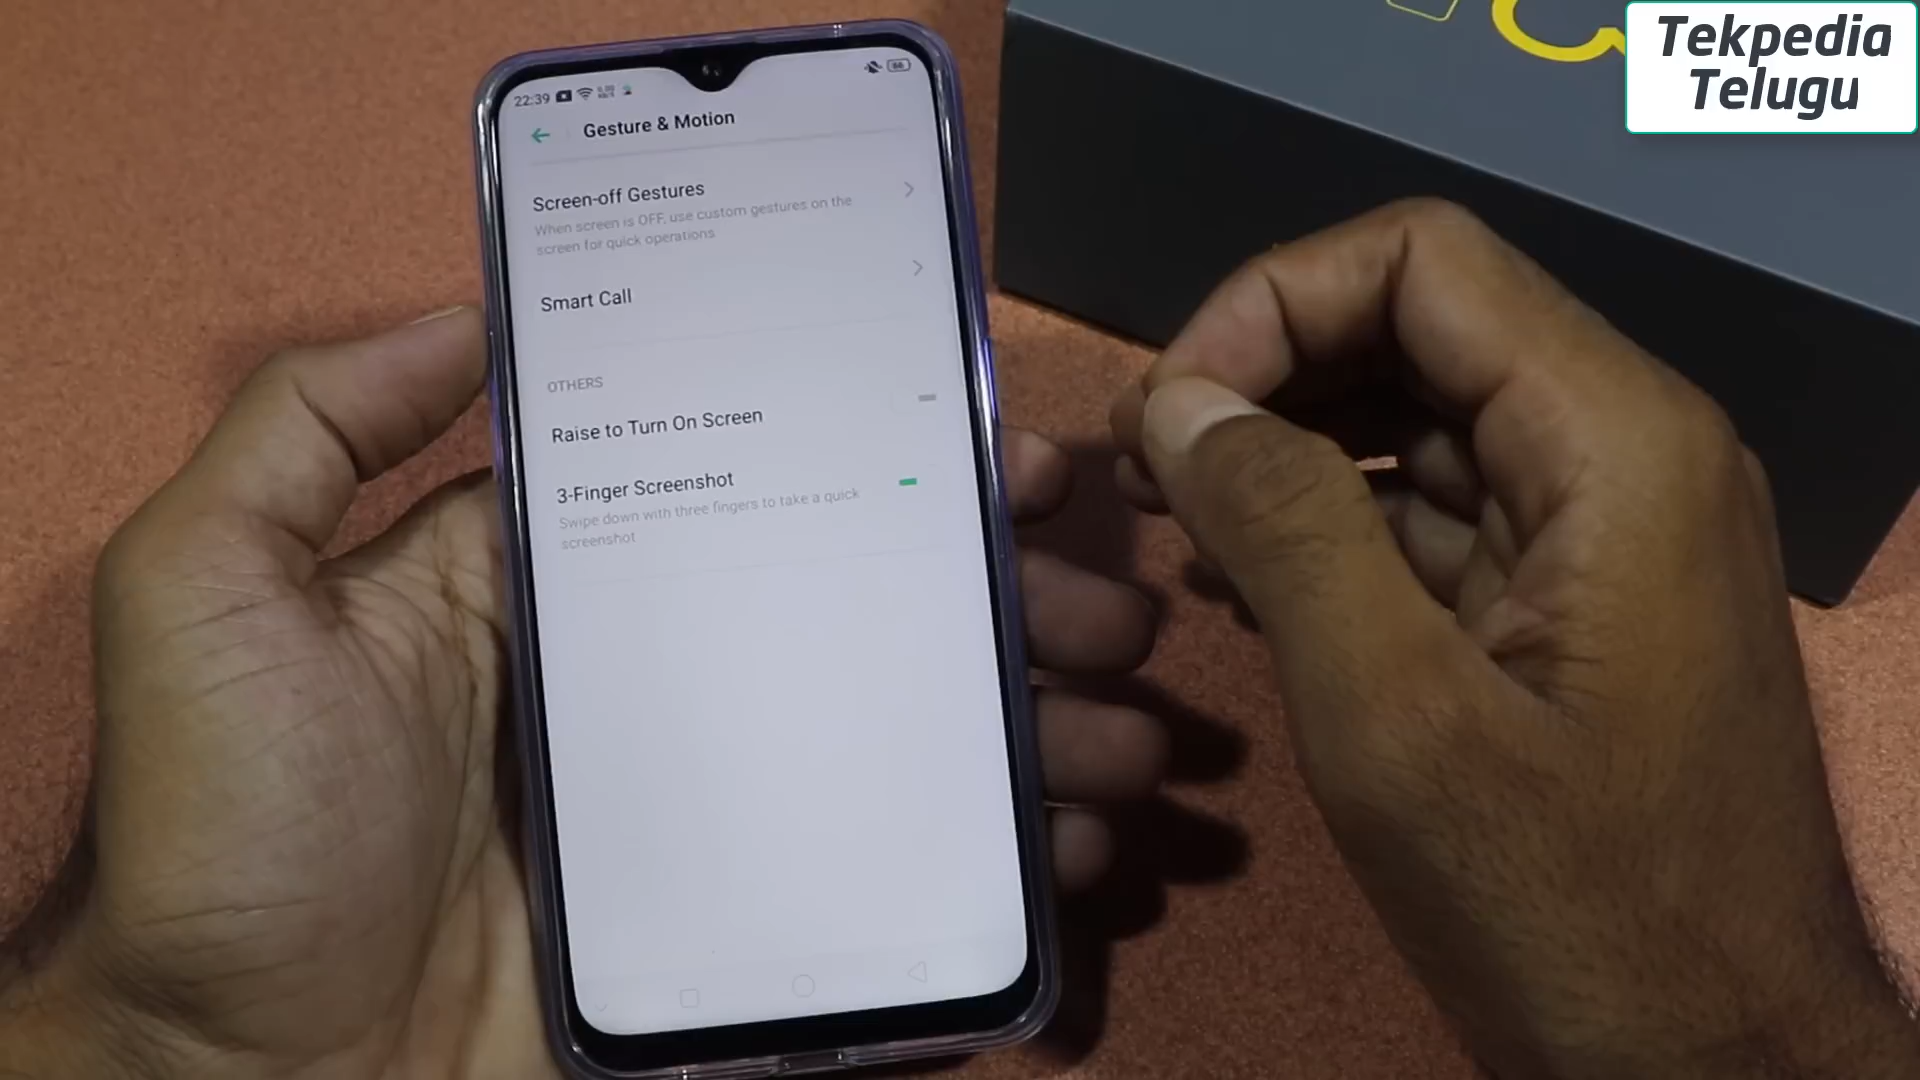 Tekpedia
Telugu
22:39
66
Gesture & Motion
Screen-off Gestures
When screen is OFF, use custom gestures on the
screen for quick operations
Smart Call
OTHERS
Raise to Turn On Screen
3-Finger Screenshot
Swipe down with three fingers to take a quick
screenshot